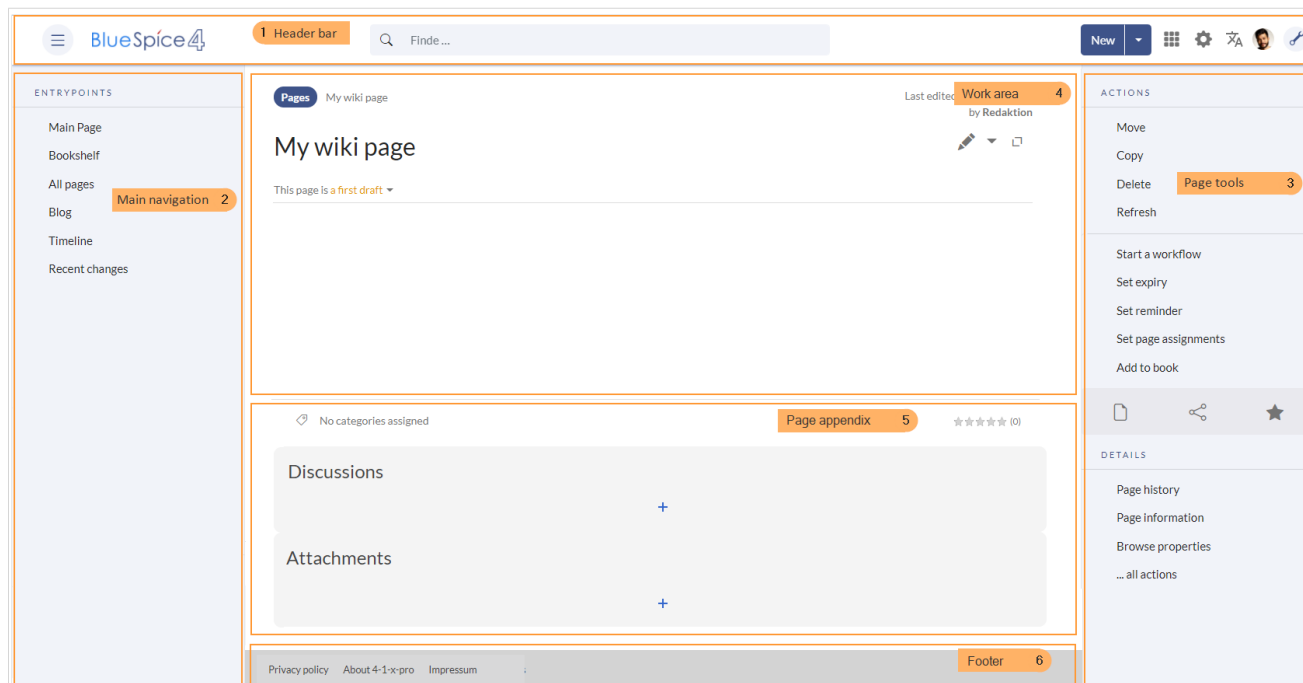 BlueSpice 4
1 Header bar
Finde ...
New
ENTRYPOINTS
Main Page
Bookshelf
All pages
Main navigation 2
Blog
Timeline
Recent changes
Pages My wiki page
Last edited
Work area 4
by Redaktion
My wiki page
This page is a first draft
ACTIONS
Move
Copy
Delete
Page tools 3
Refresh
Start a workflow
Set expiry
Set reminder
Set page assignments
Add to book
DETAILS
Page history
Page information
Browse properties
... all actions
No categories assigned
Page appendix 5
(0)
Discussions
+
Attachments
+
Privacy policy About 4-1-x-pro Impressum
Footer 6